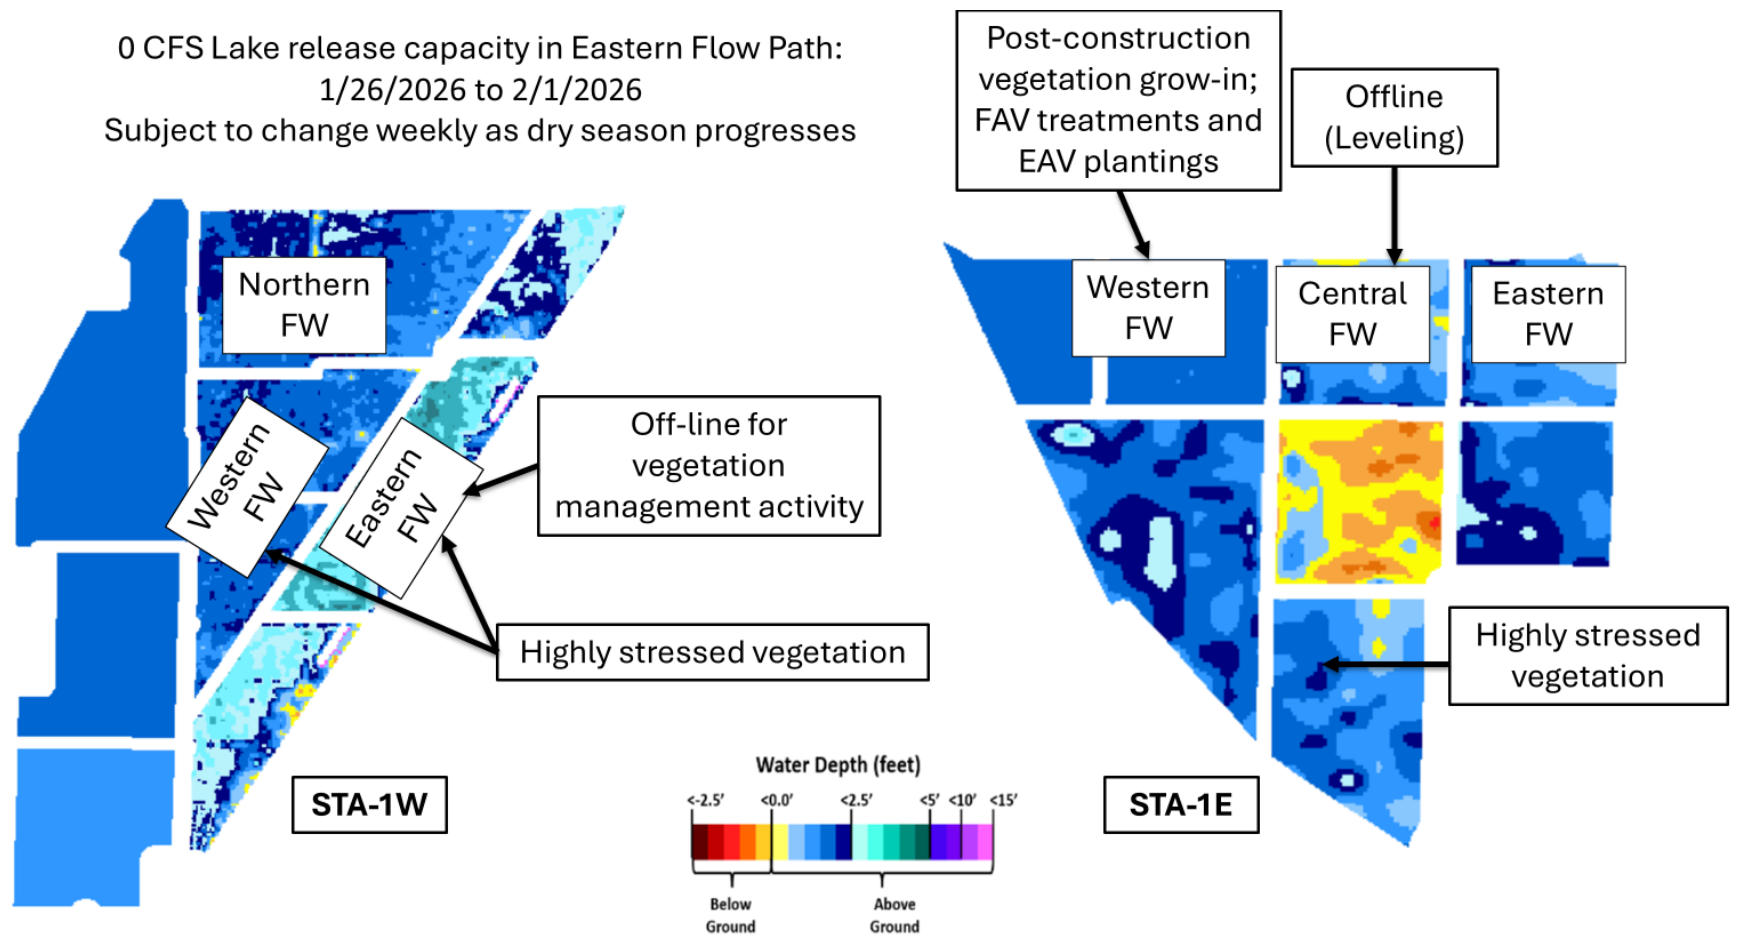 0 CFS Lake release capacity in Eastern Flow Path:
1/26/2026 to 2/1/2026
Subject to change weekly as dry season progresses
Post-construction
vegetation grow-in;
FAV treatments and
EAV plantings
Offline
(Leveling)
Northern
FW
Western
FW
Central
FW
Eastern
FW
Western
FW
Eastern
FW
Off-line for
vegetation
management activity
Highly stressed vegetation
Highly stressed
vegetation
STA-1W
STA-1E
Water Depth (feet)
<-2.5' <0.0' <2.5' <5' <10' <15'
Below
Ground
Above
Ground